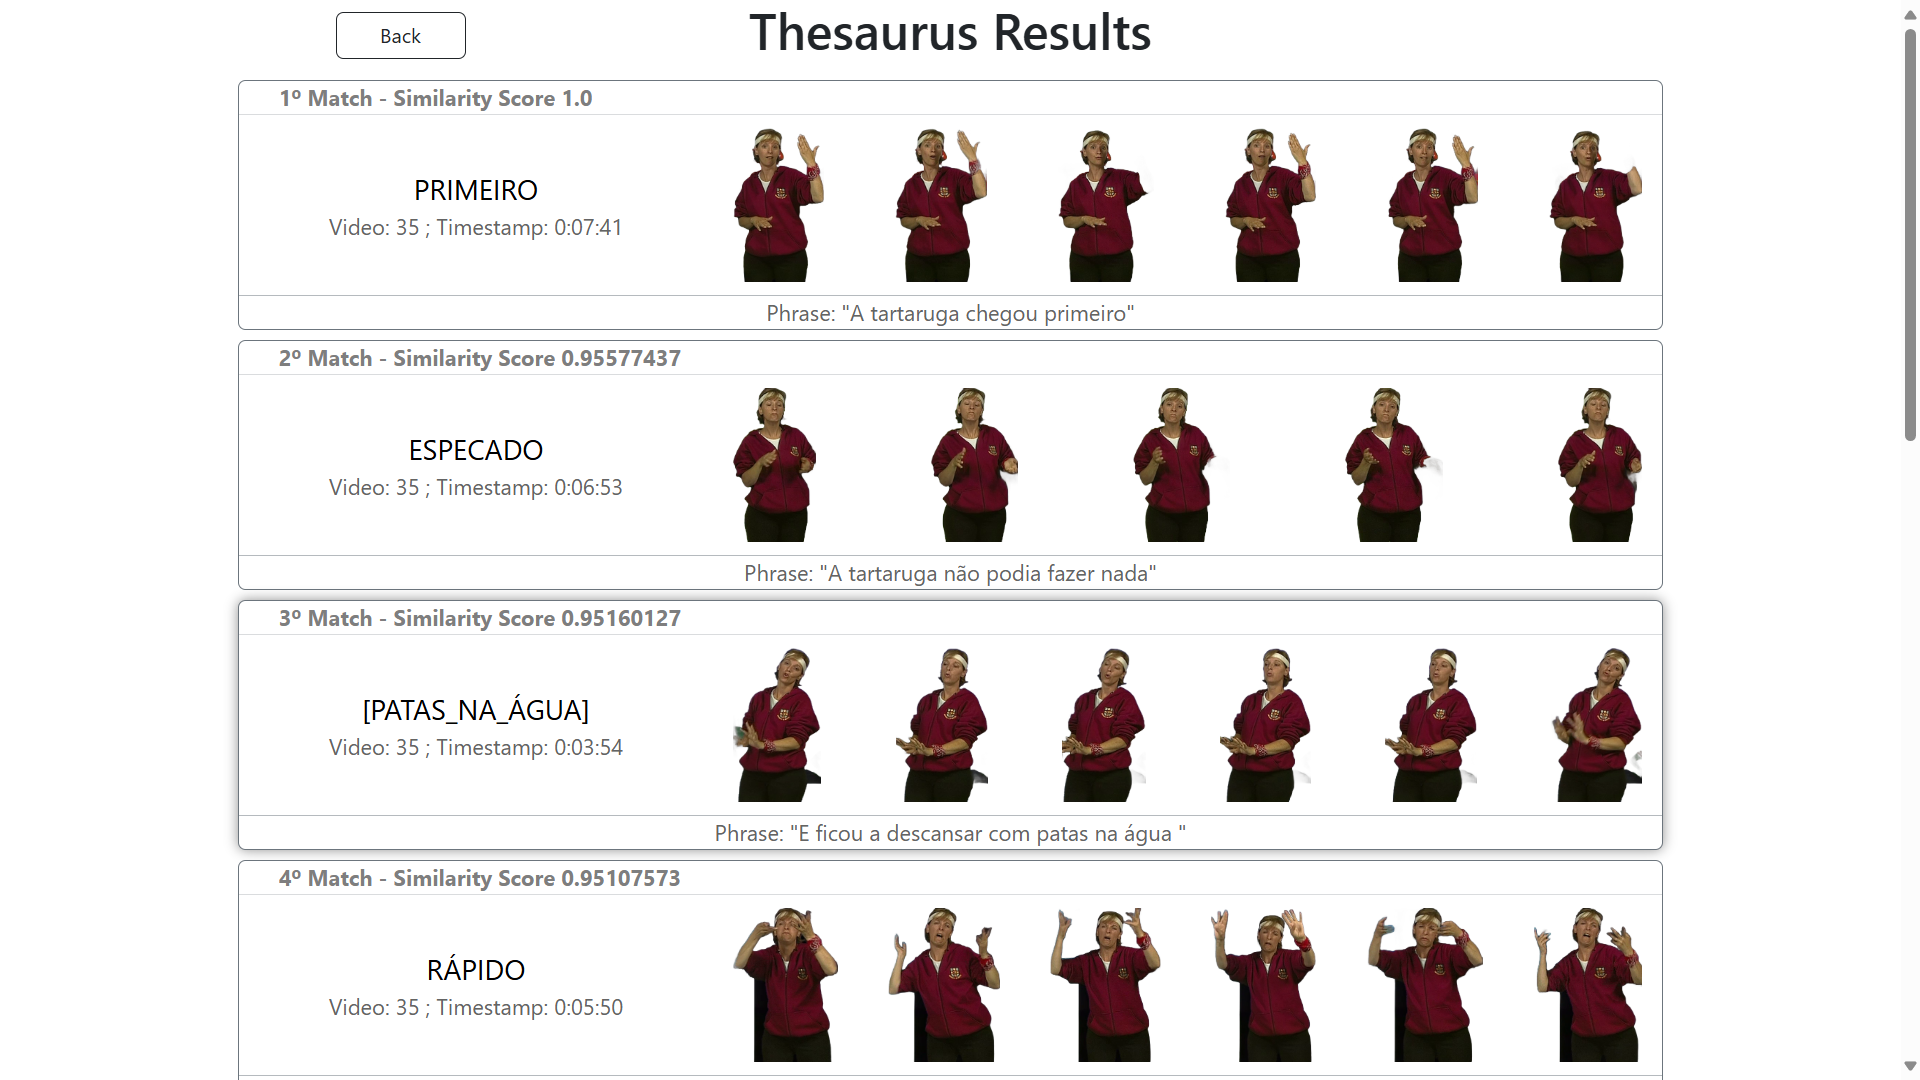 Back
Thesaurus Results
1º Match - Similarity Score 1.0
PRIMEIRO
Video: 35 ; Timestamp: 0:07:41
Phrase: "A tartaruga chegou primeiro"
2º Match - Similarity Score 0.95577437
ESPECADO
Video: 35 ; Timestamp: 0:06:53
Phrase: "A tartaruga não podia fazer nada"
3º Match - Similarity Score 0.95160127
[PATAS_NA_ÁGUA]
Video: 35 ; Timestamp: 0:03:54
Phrase: "E ficou a descansar com patas na água "
4º Match - Similarity Score 0.95107573
RÁPIDO
Video: 35 ; Timestamp: 0:05:50